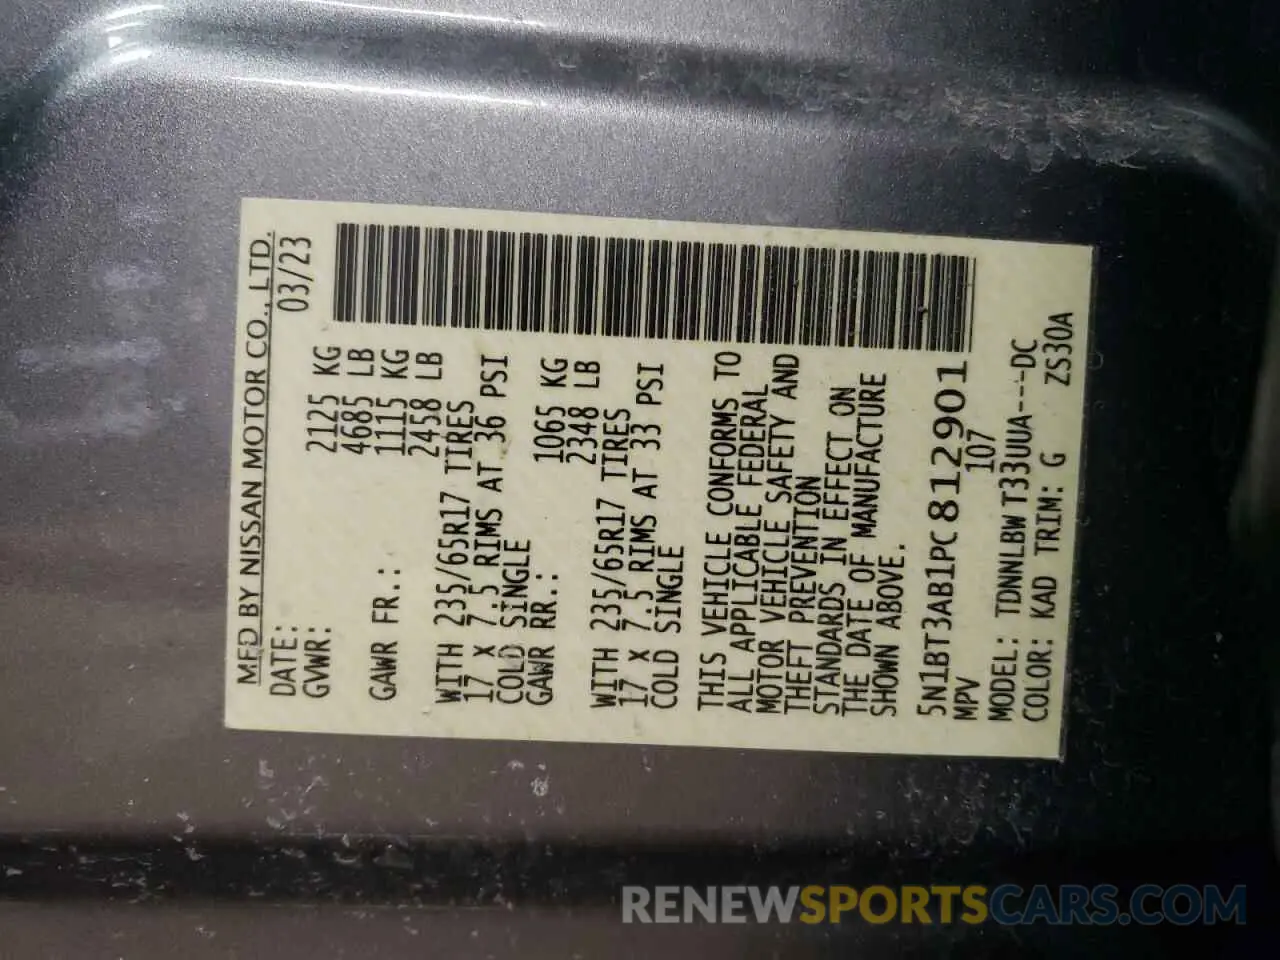 MFD BY NISSAN MOTOR CO., LTD.
DATE: 03/23
GVWR: 2125 KG
4685 LB
GAWR FR.: 1115 KG
2458 LB
WITH 235/65R17 TIRES
17 X 7.5 RIMS AT 36 PSI
COLD SINGLE
GAWR RR.: 1065 KG
2348 LB
WITH 235/65R17 TIRES
17 X 7.5 RIMS AT 33 PSI
COLD SINGLE
THIS VEHICLE CONFORMS TO
ALL APPLICABLE FEDERAL
MOTOR VEHICLE SAFETY AND
THEFT PREVENTION
STANDARDS IN EFFECT ON
THE DATE OF MANUFACTURE
SHOWN ABOVE.
5N1BT3AB1PC812901
MPV 107
MODEL: TDNNLBW T33UUA---DC
COLOR: KAD TRIM: G ZS30A
RENEWSPORTSCARS.COM